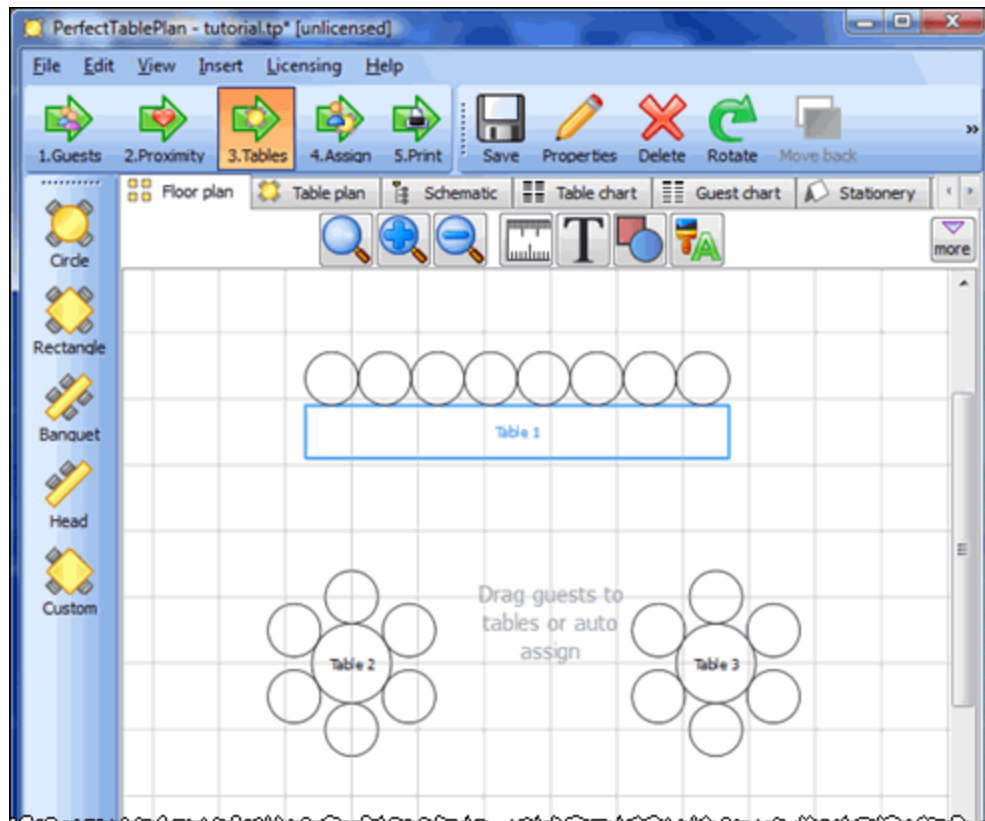 PerfectTablePlan - tutorial.tp* [unlicensed]
File Edit View Insert Licensing Help
1.Guests 2.Proximity 3.Tables 4.Assign 5.Print Save Properties Delete Rotate Move back »
Floor plan Table plan Schematic Table chart Guest chart Stationery
T A more
Circle
Rectangle
Banquet
Head
Custom
Table 1
Drag guests to
tables or auto
assign
Table 2
Table 3